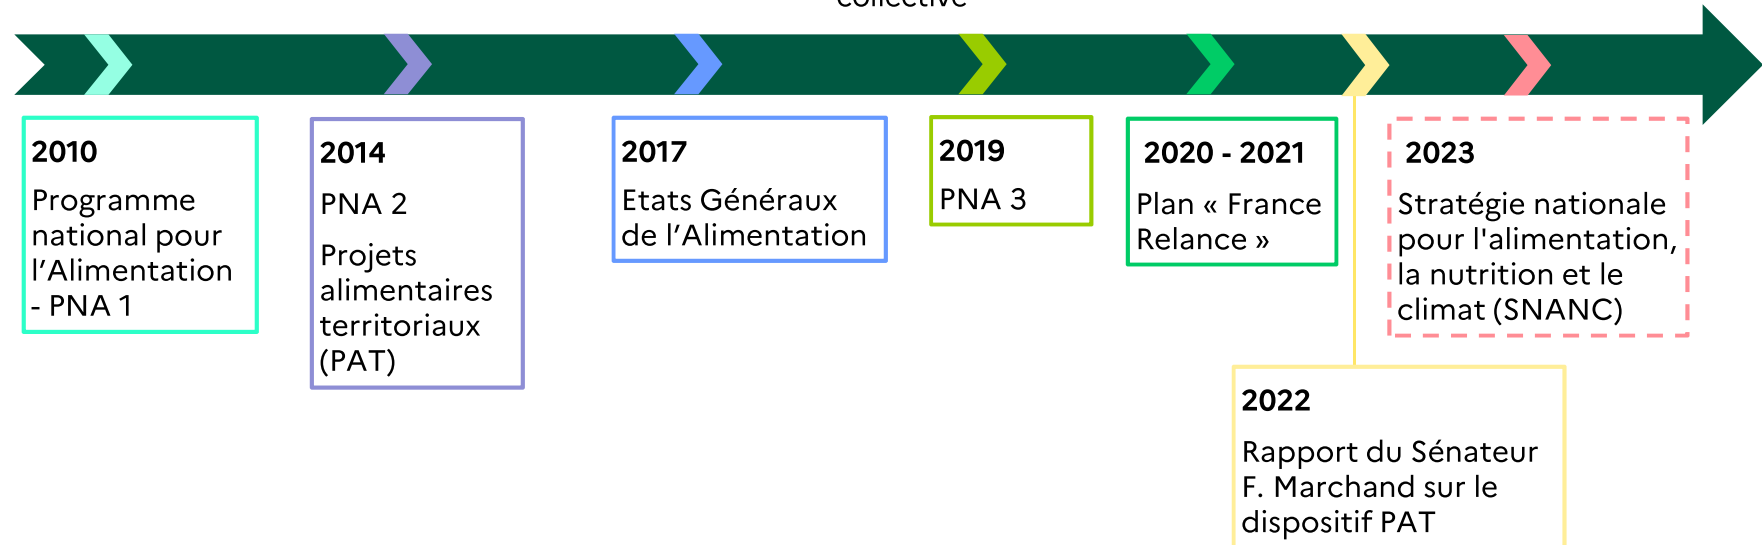 collective
2010
Programme
national pour
l’Alimentation
- PNA 1
2014
PNA 2
Projets
alimentaires
territoriaux
(PAT)
2017
Etats Généraux
de l’Alimentation
2019
PNA 3
2020 - 2021
Plan « France
Relance »
2023
Stratégie nationale
pour l'alimentation,
la nutrition et le
climat (SNANC)
2022
Rapport du Sénateur
F. Marchand sur le
dispositif PAT